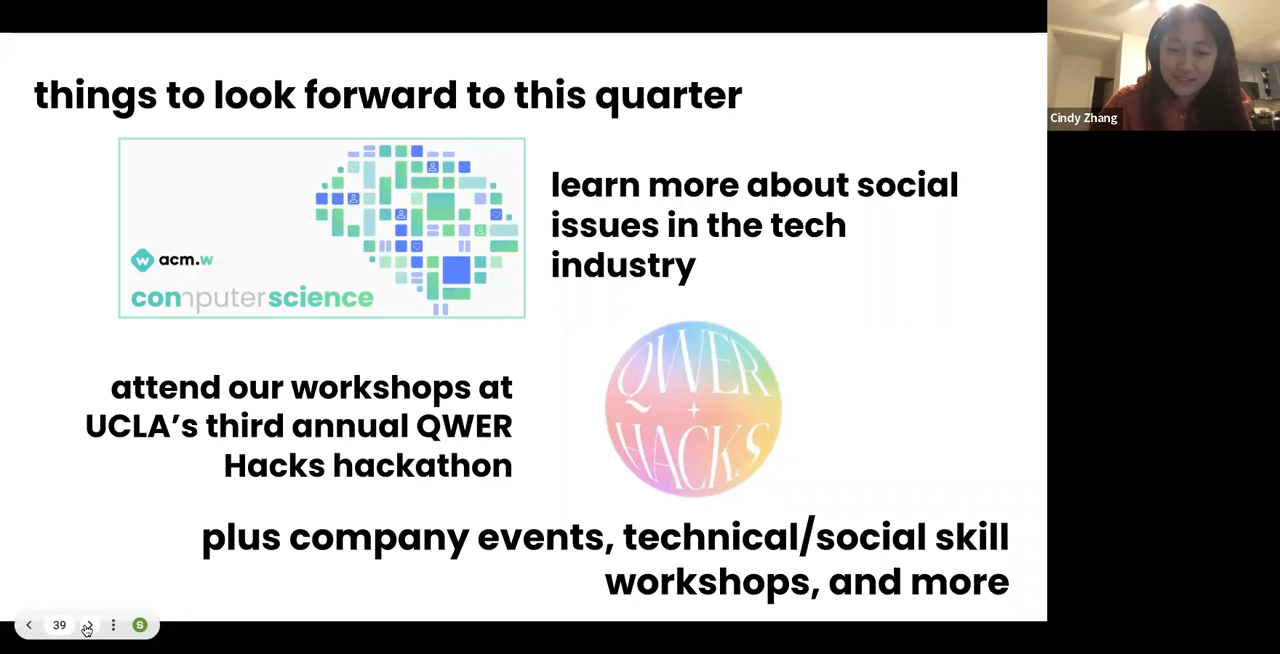 things to look forward to this quarter
acm.w
computerscience
learn more about social
issues in the tech
industry
attend our workshops at
UCLA’s third annual QWER
Hacks hackathon
QWER
HACKS
plus company events, technical/social skill
workshops, and more
Cindy Zhang
39
S